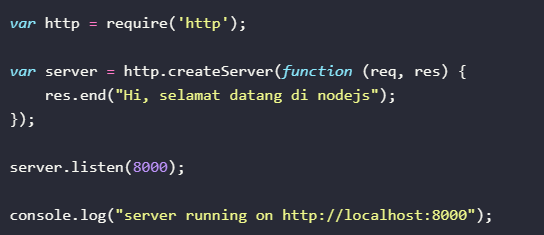 var http = require('http');
var server = http.createServer(function (req, res) {
    res.end("Hi, selamat datang di nodejs");
});
server.listen(8000);
console.log("server running on http://localhost:8000");